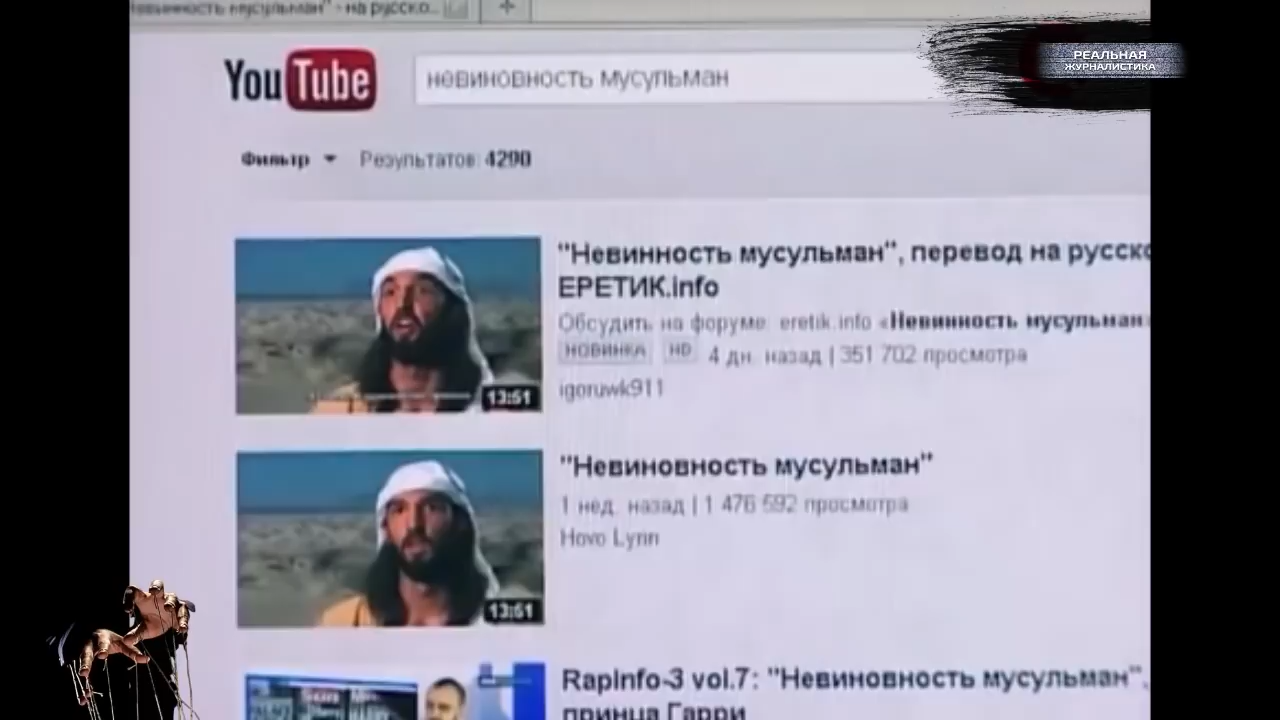 невинность мусульман" - на русско...
РЕАЛЬНАЯ
ЖУРНАЛИСТИКА
YouTube
невиновность мусульман
Фильтр
Результатов: 4290
"Невинность мусульман", перевод на русско
ЕРЕТИК.info
Обсудить на форуме: eretik.info «Невинность мусульман
НОВИНКА HD 4 дн. назад | 351 702 просмотра
igoruwk911
13:51
"Невиновность мусульман"
1 нед. назад | 1 476 592 просмотра
Hovo Lynn
13:51
RapInfo-3 vol.7: "Невиновность мусульман",
принца Гарри